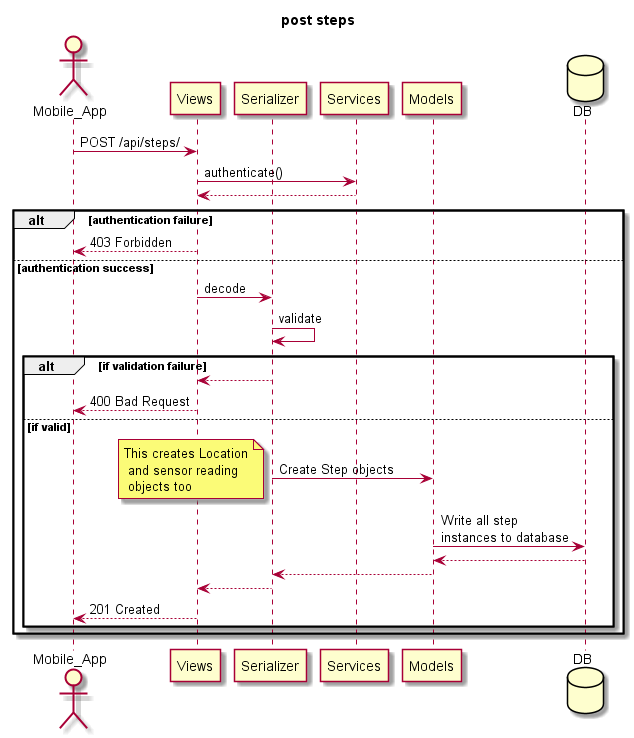 post steps
Mobile_App
Views
Serializer
Services
Models
DB
POST /api/steps/
authenticate()
alt
[authentication failure]
403 Forbidden
[authentication success]
decode
validate
alt
[if validation failure]
400 Bad Request
[if valid]
This creates Location
and sensor reading
objects too
Create Step objects
Write all step
instances to database
201 Created
Mobile_App
Views
Serializer
Services
Models
DB